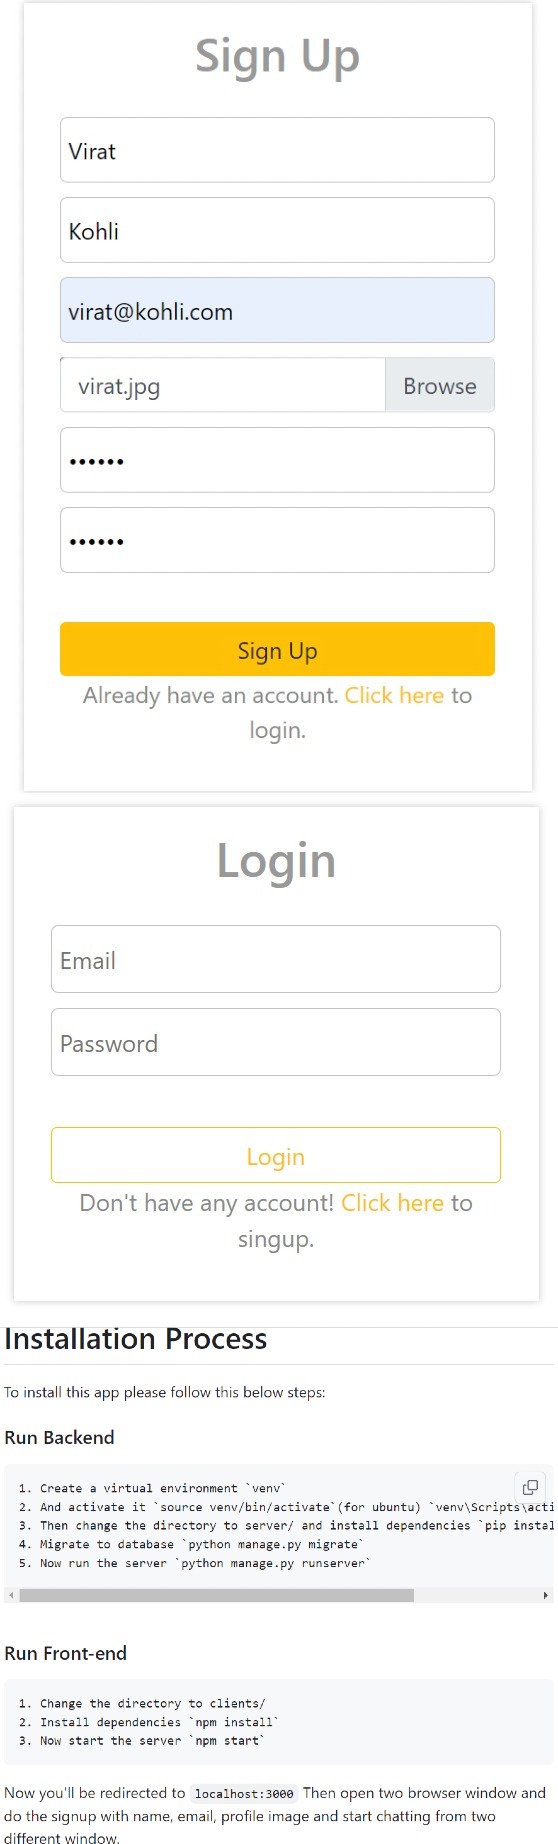 Sign Up
Virat
Kohli
virat@kohli.com
virat.jpg Browse
••••••
••••••
Sign Up
Already have an account. Click here to
login.
Login
Email
Password
Login
Don't have any account! Click here to
singup.
Installation Process
To install this app please follow this below steps:
Run Backend
1. Create a virtual environment `venv`
2. And activate it `source venv/bin/activate`(for ubuntu) `venv\Scripts\acti
3. Then change the directory to server/ and install dependencies `pip instal
4. Migrate to database `python manage.py migrate`
5. Now run the server `python manage.py runserver`
Run Front-end
1. Change the directory to clients/
2. Install dependencies `npm install`
3. Now start the server `npm start`
Now you'll be redirected to localhost:3000 Then open two browser window and
do the signup with name, email, profile image and start chatting from two
different window.